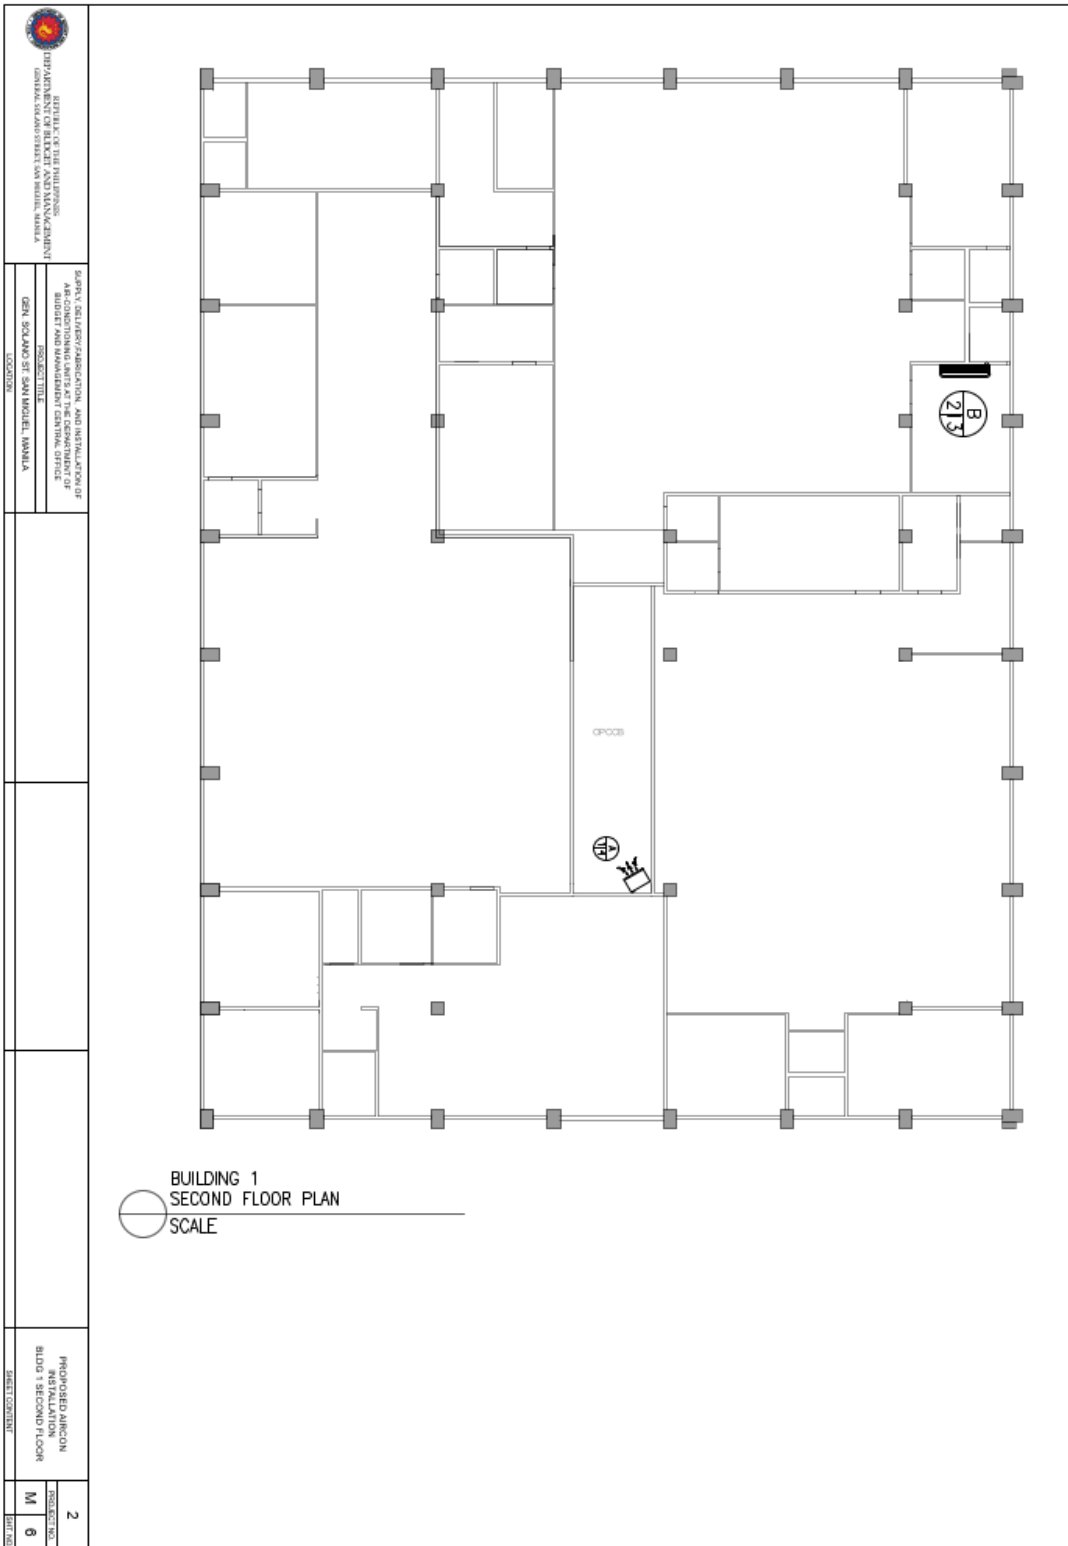 REPUBLIC OF THE PHILIPPINES
DEPARTMENT OF BUDGET AND MANAGEMENT
GENERAL SOLANO STREET, SAN MIGUEL, MANILA
SUPPLY, DELIVERY,FABRICATION, AND INSTALLATION OF
AIR-CONDITIONING UNITS AT THE DEPARTMENT OF
BUDGET AND MANAGEMENT CENTRAL OFFICE
PROJECT TITLE
GEN. SOLANO ST. SAN MIGUEL, MANILA
LOCATION
B
2 3
OPCCB
A
BUILDING 1
SECOND FLOOR PLAN
SCALE
PROPOSED AIRCON
INSTALLATION
BLDG 1 SECOND FLOOR
SHEET CONTENT
2
PROJECT NO.
M 6
SHT NO.